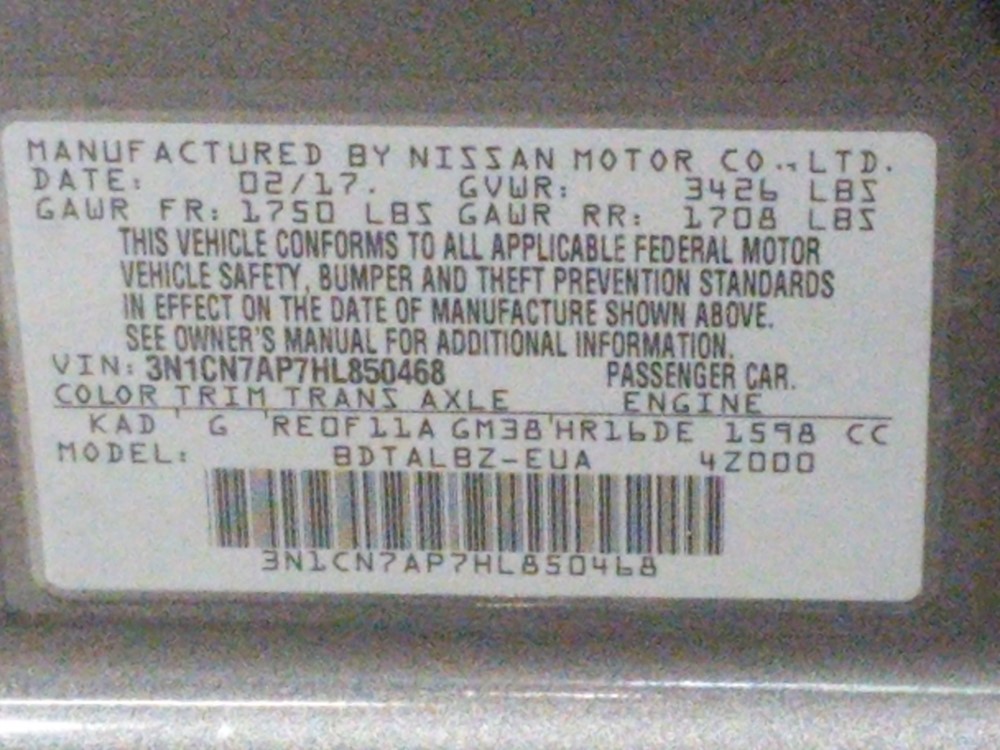 MANUFACTURED BY NISSAN MOTOR CO., LTD.
DATE: 02/17. GVWR: 3426 LBS
GAWR FR: 1750 LBS GAWR RR: 1708 LBS
THIS VEHICLE CONFORMS TO ALL APPLICABLE FEDERAL MOTOR
VEHICLE SAFETY, BUMPER AND THEFT PREVENTION STANDARDS
IN EFFECT ON THE DATE OF MANUFACTURE SHOWN ABOVE.
SEE OWNER'S MANUAL FOR ADDITIONAL INFORMATION.
VIN: 3N1CN7AP7HL850468 PASSENGER CAR.
COLOR TRIM TRANS AXLE ENGINE
KAD G RE0F11A GM38 HR16DE 1598 CC
MODEL: BDTALBZ-EUA 4Z000
3N1CN7AP7HL850468